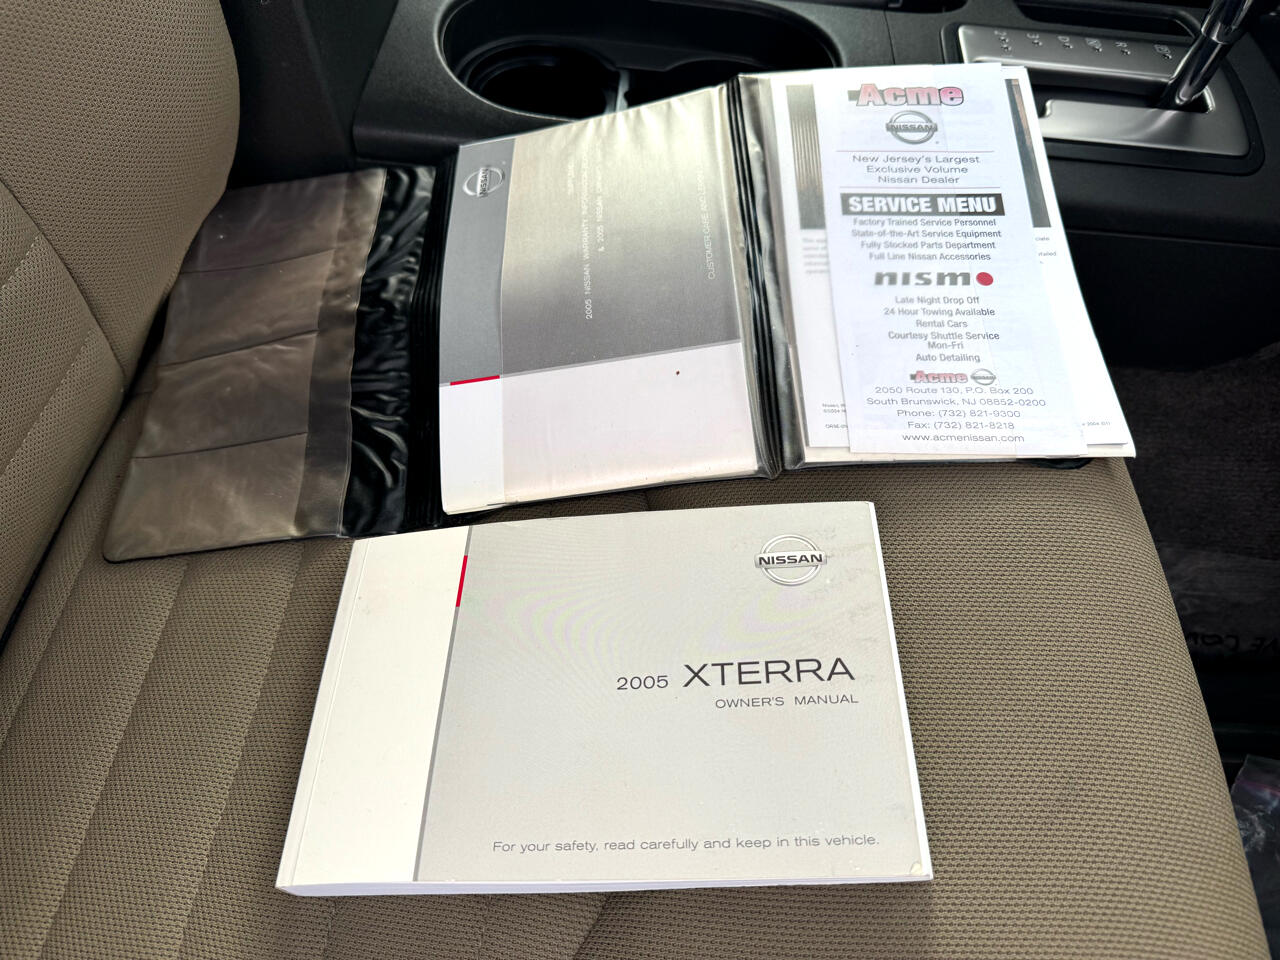 Acme
NISSAN
New Jersey's Largest
Exclusive Volume
Nissan Dealer
SERVICE MENU
Factory Trained Service Personnel
State-of-the-Art Service Equipment
Fully Stocked Parts Department
Full Line Nissan Accessories
nismo
Late Night Drop Off
24 Hour Towing Available
Rental Cars
Courtesy Shuttle Service
Mon-Fri
Auto Detailing
Acme
2050 Route 130, P.O. Box 200
South Brunswick, NJ 08852-0200
Phone: (732) 821-9300
Fax: (732) 821-8218
www.acmenissan.com
NISSAN
2005 NISSAN WARRANTY INFORMATION
& 2005 NISSAN
CUSTOMER CARE AND
NISSAN
2005 XTERRA
OWNER'S MANUAL
For your safety, read carefully and keep in this vehicle.